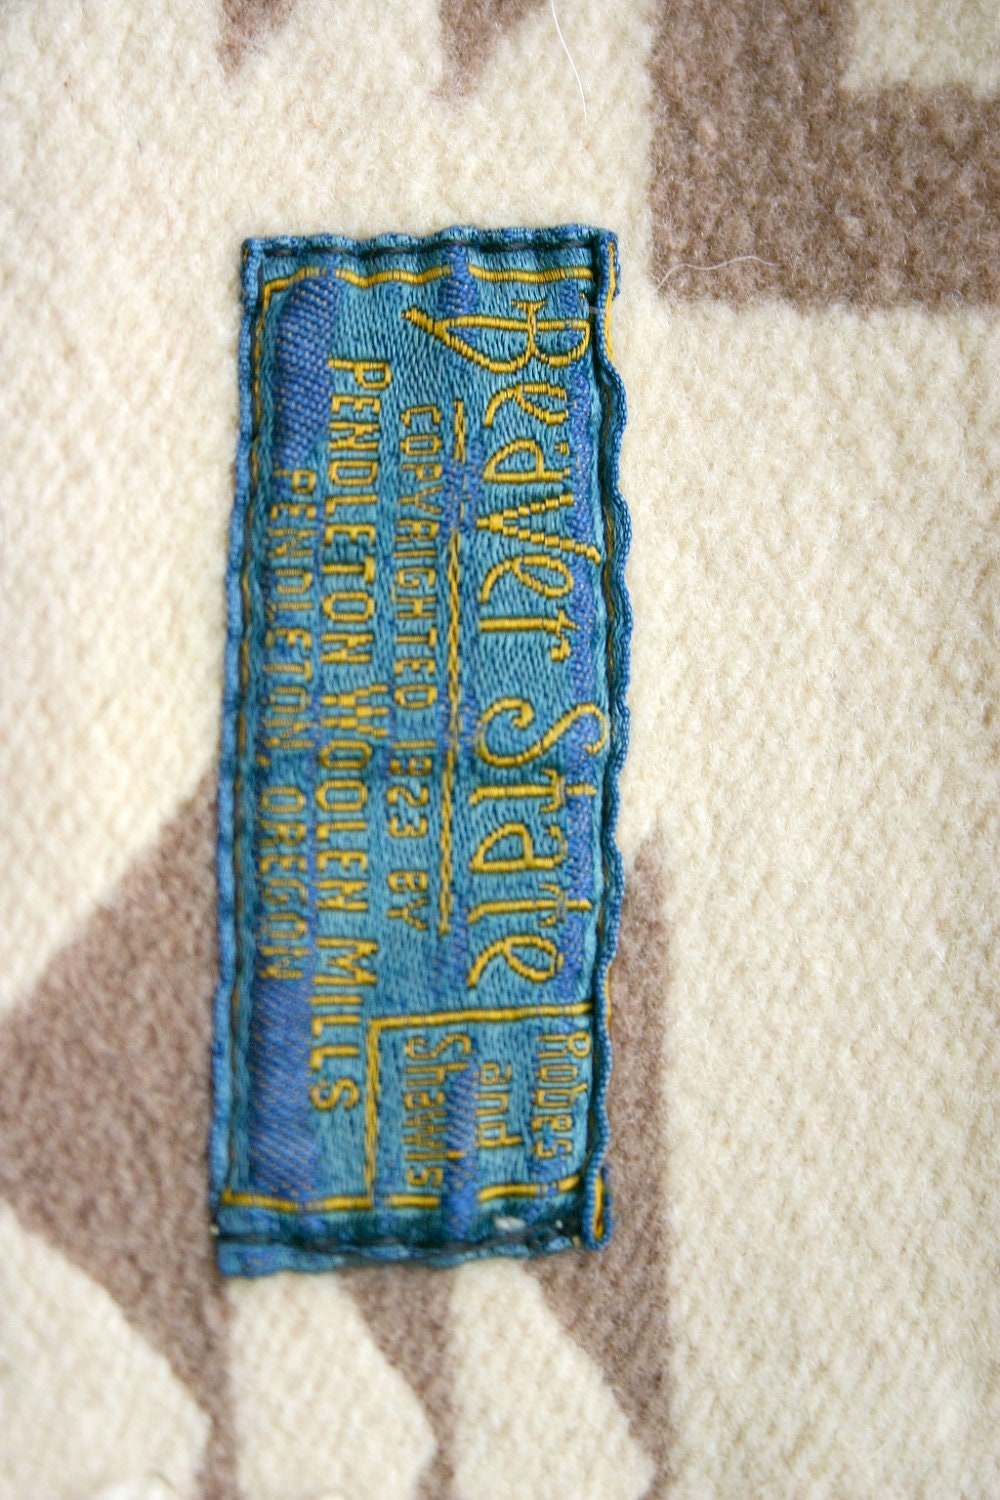 Beaver State
Robes
and
Shawls
COPYRIGHTED 1923 BY
PENDLETON WOOLEN MILLS
PENDLETON, OREGON